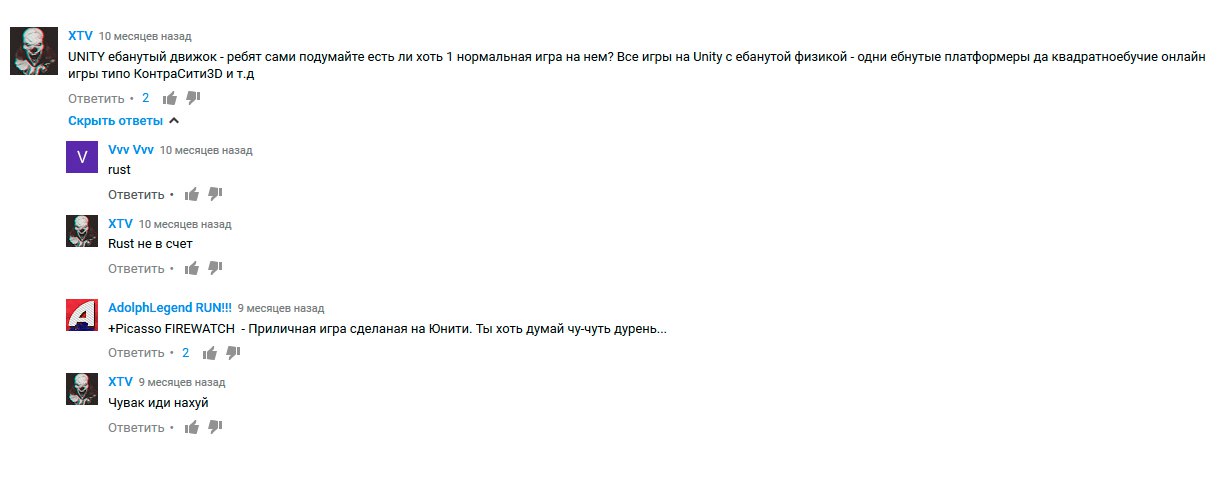 XTV 10 месяцев назад
UNITY ебанутый движок - ребят сами подумайте есть ли хоть 1 нормальная игра на нем? Все игры на Unity с ебанутой физикой - одни ебнутые платформеры да квадратноебучие онлайн
игры типо КонтраСити3D и т.д
Ответить • 2
Скрыть ответы
V
Vvv Vvv 10 месяцев назад
rust
Ответить •
XTV 10 месяцев назад
Rust не в счет
Ответить •
AdolphLegend RUN!!! 9 месяцев назад
+Picasso FIREWATCH - Приличная игра сделаная на Юнити. Ты хоть думай чу-чуть дурень...
Ответить • 2
XTV 9 месяцев назад
Чувак иди нахуй
Ответить •